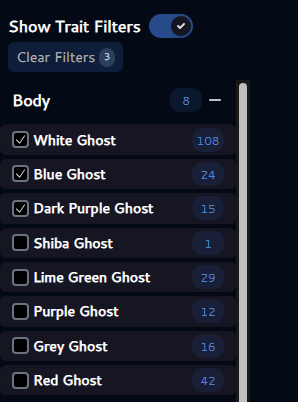 Show Trait Filters
Clear Filters 3
Body 8
White Ghost 108
Blue Ghost 24
Dark Purple Ghost 15
Shiba Ghost 1
Lime Green Ghost 29
Purple Ghost 12
Grey Ghost 16
Red Ghost 42